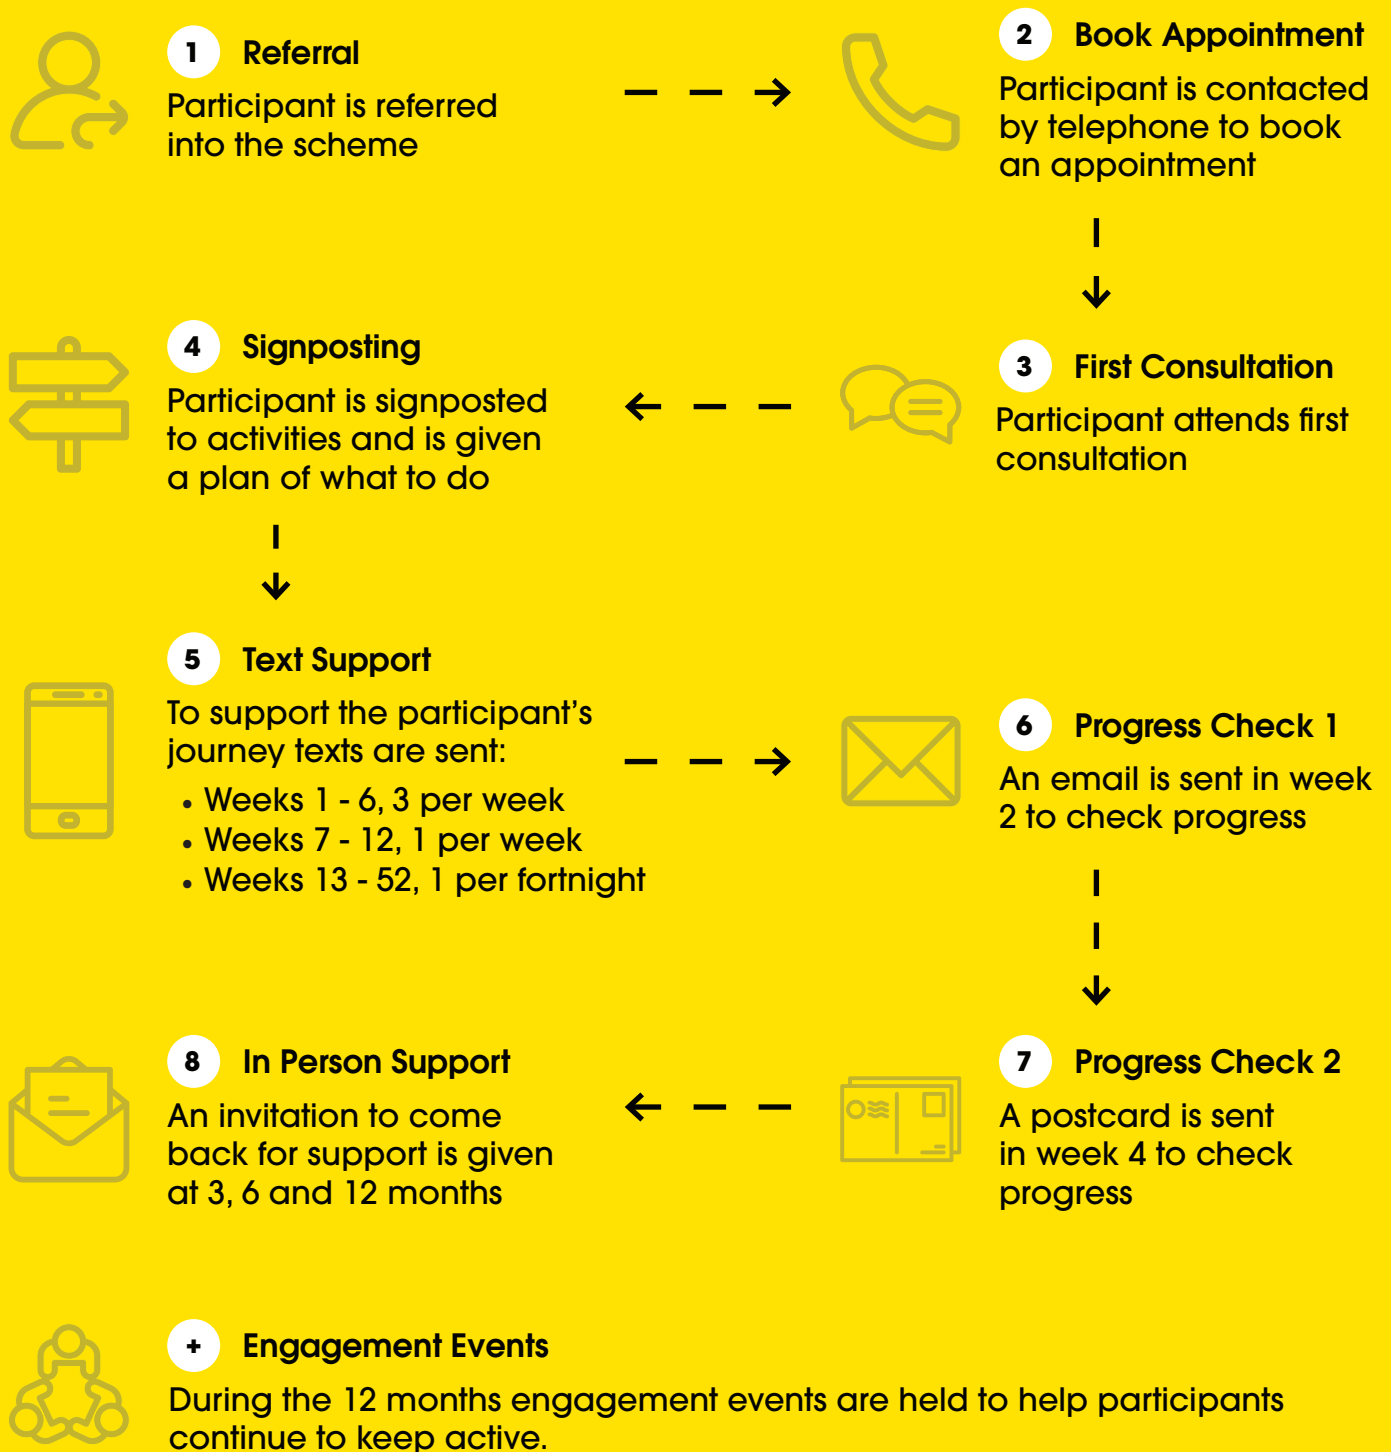 1 Referral
Participant is referred
into the scheme
2 Book Appointment
Participant is contacted
by telephone to book
an appointment
3 First Consultation
Participant attends first
consultation
4 Signposting
Participant is signposted
to activities and is given
a plan of what to do
5 Text Support
To support the participant's
journey texts are sent:
• Weeks 1 - 6, 3 per week
• Weeks 7 - 12, 1 per week
• Weeks 13 - 52, 1 per fortnight
6 Progress Check 1
An email is sent in week
2 to check progress
7 Progress Check 2
A postcard is sent
in week 4 to check
progress
8 In Person Support
An invitation to come
back for support is given
at 3, 6 and 12 months
+ Engagement Events
During the 12 months engagement events are held to help participants
continue to keep active.